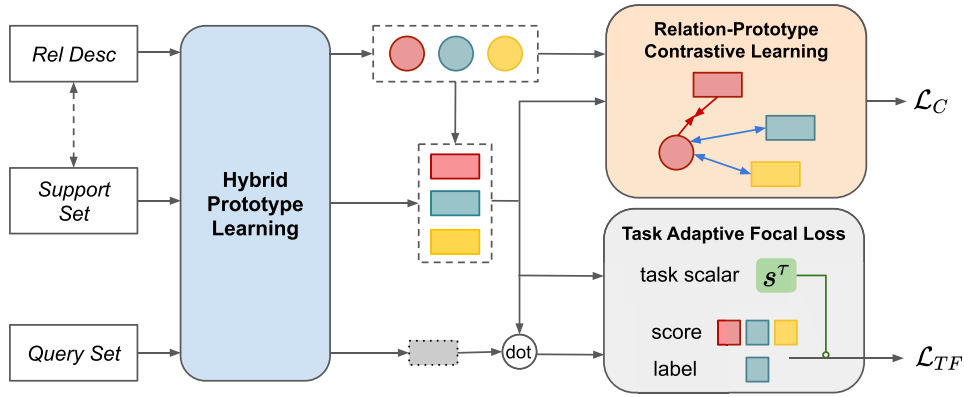 Rel Desc
Support
Set
Query Set
Hybrid
Prototype
Learning
dot
Relation-Prototype
Contrastive Learning
ℒ_C
Task Adaptive Focal Loss
task scalar s^τ
score
label
ℒ_TF